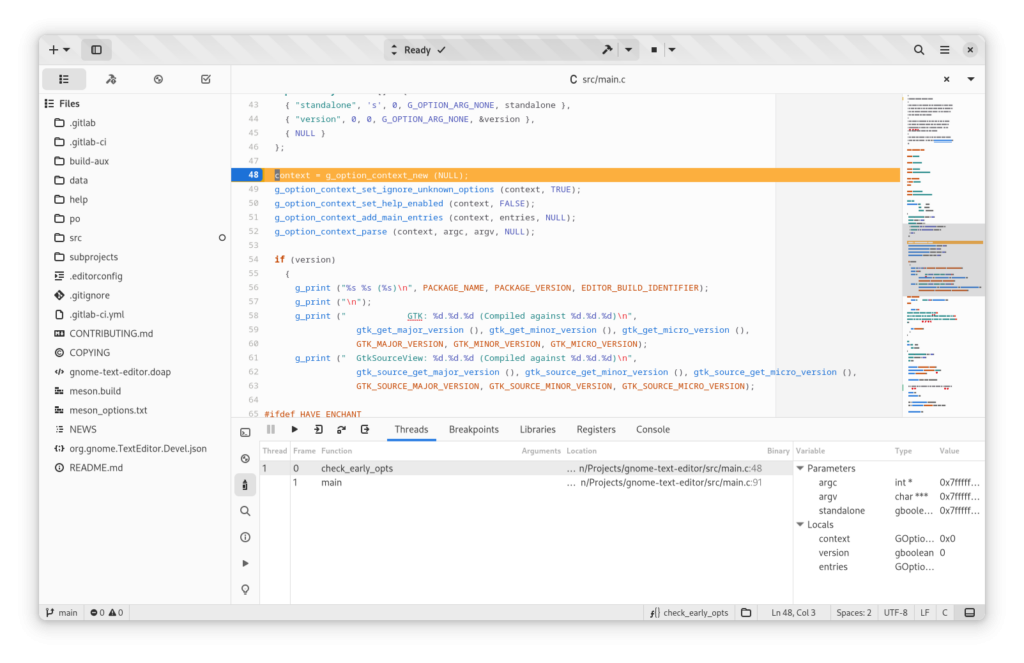 Ready
src/main.c
Files
.gitlab
.gitlab-ci
build-aux
data
help
po
src
subprojects
.editorconfig
.gitignore
.gitlab-ci.yml
CONTRIBUTING.md
COPYING
gnome-text-editor.doap
meson.build
meson_options.txt
NEWS
org.gnome.TextEditor.Devel.json
README.md
43 { "standalone", 's', 0, G_OPTION_ARG_NONE, standalone },
44 { "version", 0, 0, G_OPTION_ARG_NONE, &version },
45 { NULL }
46 };
47
48 context = g_option_context_new (NULL);
49 g_option_context_set_ignore_unknown_options (context, TRUE);
50 g_option_context_set_help_enabled (context, FALSE);
51 g_option_context_add_main_entries (context, entries, NULL);
52 g_option_context_parse (context, argc, argv, NULL);
53
54 if (version)
55 {
56 g_print ("%s %s (%s)\n", PACKAGE_NAME, PACKAGE_VERSION, EDITOR_BUILD_IDENTIFIER);
57 g_print ("\n");
58 g_print (" GTK: %d.%d.%d (Compiled against %d.%d.%d)\n",
59 gtk_get_major_version (), gtk_get_minor_version (), gtk_get_micro_version (),
60 GTK_MAJOR_VERSION, GTK_MINOR_VERSION, GTK_MICRO_VERSION);
61 g_print (" GtkSourceView: %d.%d.%d (Compiled against %d.%d.%d)\n",
62 gtk_source_get_major_version (), gtk_source_get_minor_version (), gtk_source_get_micro_version (),
63 GTK_SOURCE_MAJOR_VERSION, GTK_SOURCE_MINOR_VERSION, GTK_SOURCE_MICRO_VERSION);
64
65 #ifdef HAVE_ENCHANT
Threads Breakpoints Libraries Registers Console
Thread Frame Function Arguments Location Binary
1 0 check_early_opts … n/Projects/gnome-text-editor/src/main.c:48
1 main … n/Projects/gnome-text-editor/src/main.c:91
Variable Type Value
Parameters
argc int * 0x7fffff…
argv char *** 0x7fffff…
standalone gboole… 0x7fffff…
Locals
context GOptio… 0x0
version gboolean 0
entries GOptio…
main 0 0 check_early_opts Ln 48, Col 3 Spaces: 2 UTF-8 LF C